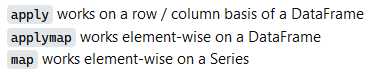 apply works on a row / column basis of a DataFrame
applymap works element-wise on a DataFrame
map works element-wise on a Series